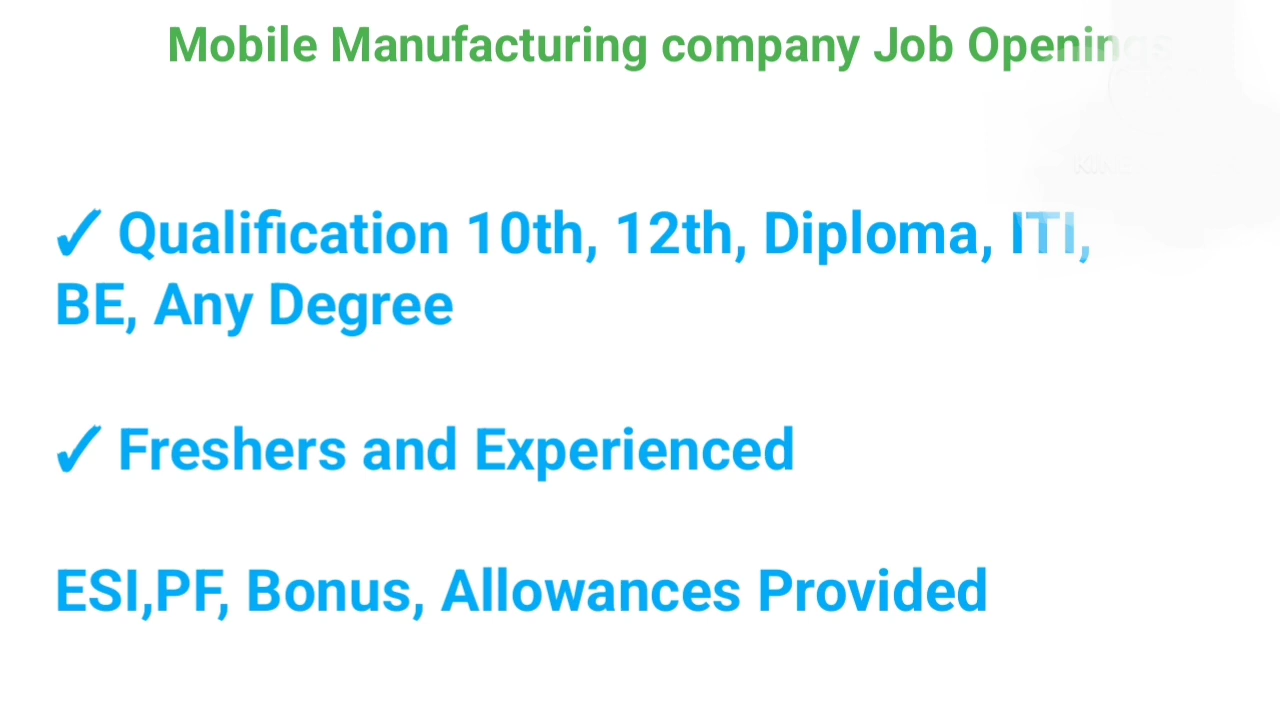 Mobile Manufacturing company Job Openings
✓ Qualification 10th, 12th, Diploma, ITI,
BE, Any Degree
✓ Freshers and Experienced
ESI,PF, Bonus, Allowances Provided